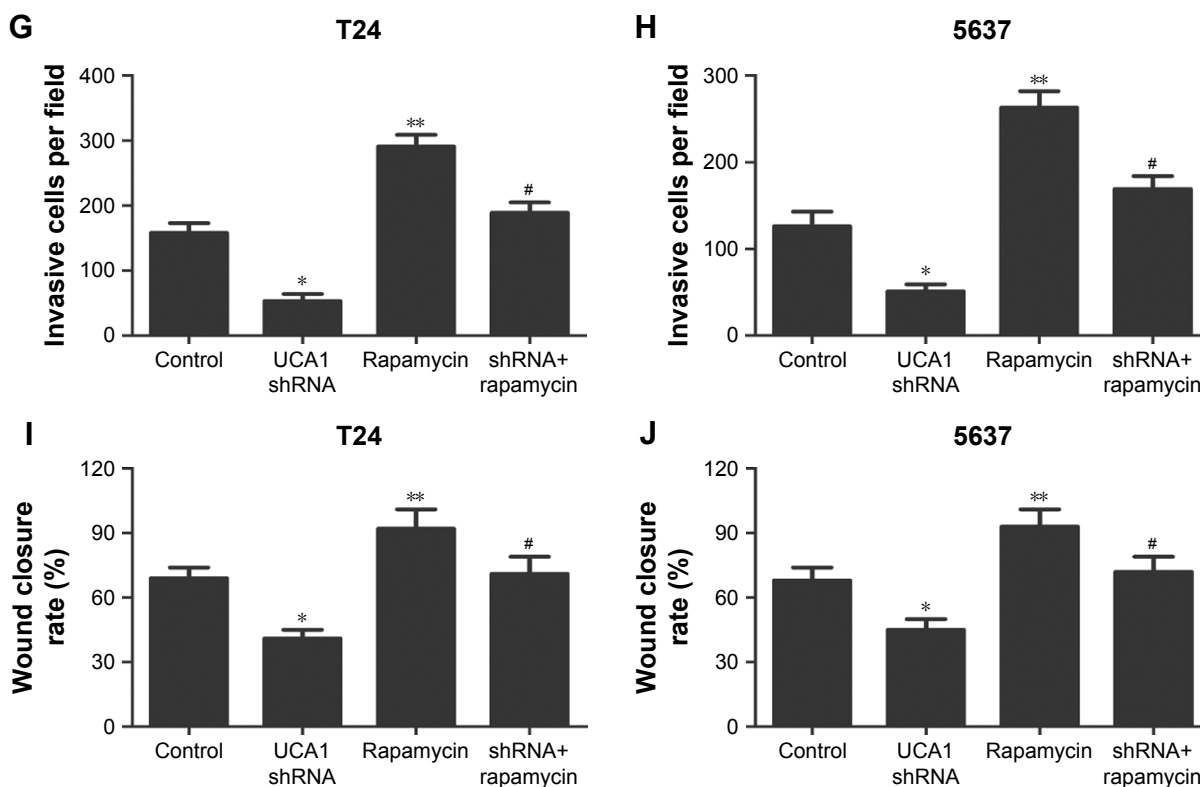 G
T24
Invasive cells per field
400
300
200
100
0
*
**
#
Control
UCA1
shRNA
Rapamycin
shRNA+
rapamycin
H
5637
Invasive cells per field
300
200
100
0
*
**
#
Control
UCA1
shRNA
Rapamycin
shRNA+
rapamycin
I
T24
Wound closure
rate (%)
120
90
60
30
0
*
**
#
Control
UCA1
shRNA
Rapamycin
shRNA+
rapamycin
J
5637
Wound closure
rate (%)
120
90
60
30
0
*
**
#
Control
UCA1
shRNA
Rapamycin
shRNA+
rapamycin